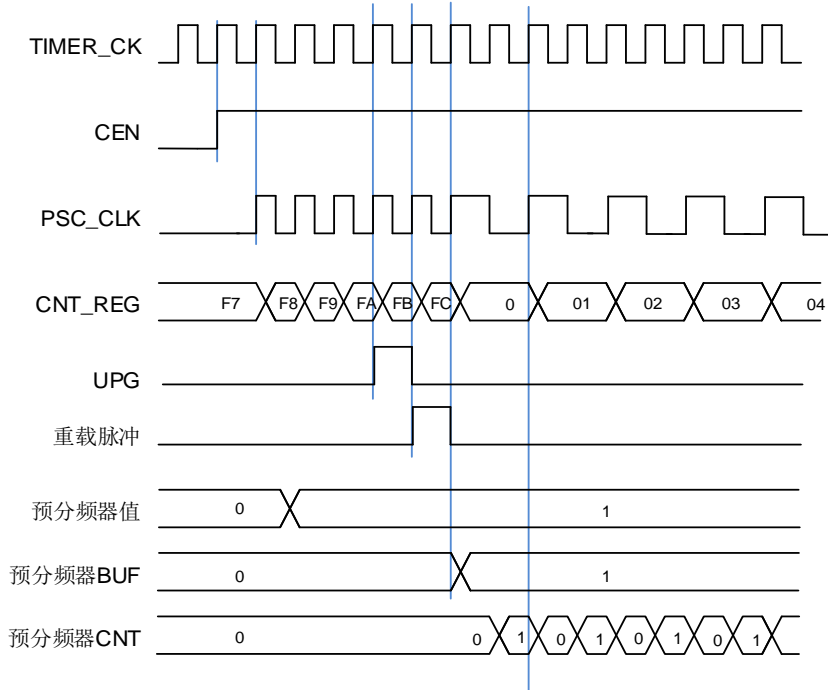 TIMER_CK
CEN
PSC_CLK
CNT_REG F7 F8 F9 FA FB FC 0 01 02 03 04
UPG
重载脉冲
预分频器值 0 1
预分频器BUF 0 1
预分频器CNT 0 0 1 0 1 0 1 0 1